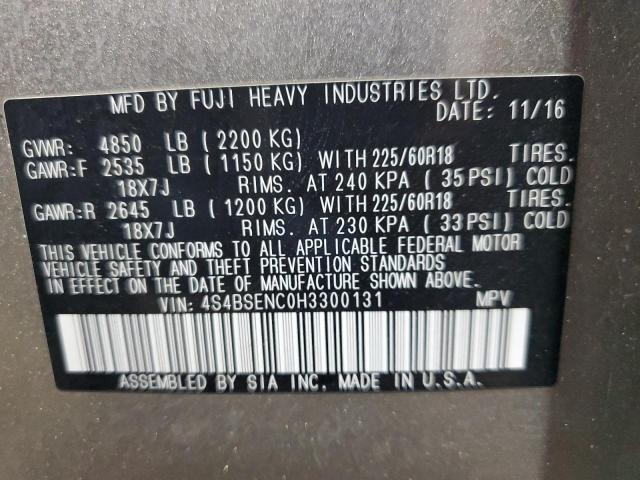 MFD BY FUJI HEAVY INDUSTRIES LTD.
DATE: 11/16
GVWR: 4850 LB ( 2200 KG)
GAWR:F 2535 LB ( 1150 KG) WITH 225/60R18 TIRES.
18X7J RIMS. AT 240 KPA ( 35 PSI) COLD
GAWR:R 2645 LB ( 1200 KG) WITH 225/60R18 TIRES.
18X7J RIMS. AT 230 KPA ( 33 PSI) COLD
THIS VEHICLE CONFORMS TO ALL APPLICABLE FEDERAL MOTOR
VEHICLE SAFETY AND THEFT PREVENTION STANDARDS
IN EFFECT ON THE DATE OF MANUFACTURE SHOWN ABOVE.
VIN: 4S4BSENC0H3300131 MPV
ASSEMBLED BY SIA INC. MADE IN U.S.A.